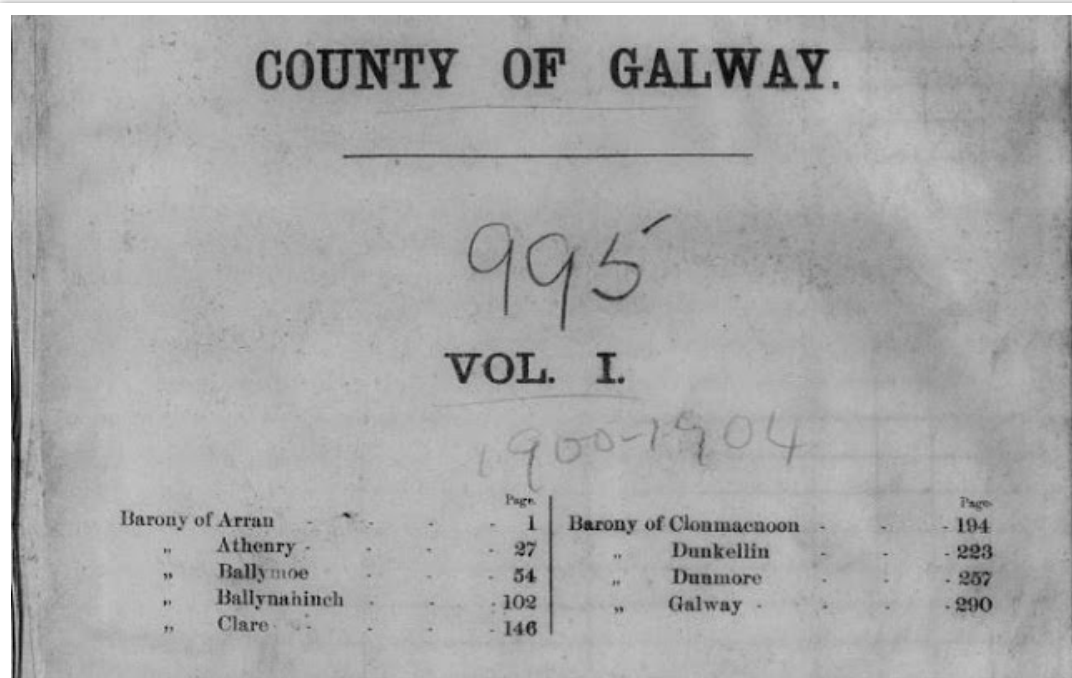 COUNTY OF GALWAY.
995
VOL. I.
1900-1904
Page.
Barony of Arran - - - - 1
„ Athenry - - - - 27
„ Ballymoe - - - 54
„ Ballynahinch - - - 102
„ Clare - - - - 146
Page.
Barony of Clonmacnoon - - - 194
„ Dunkellin - - - 223
„ Dunmore - - - 257
„ Galway - - - - 290